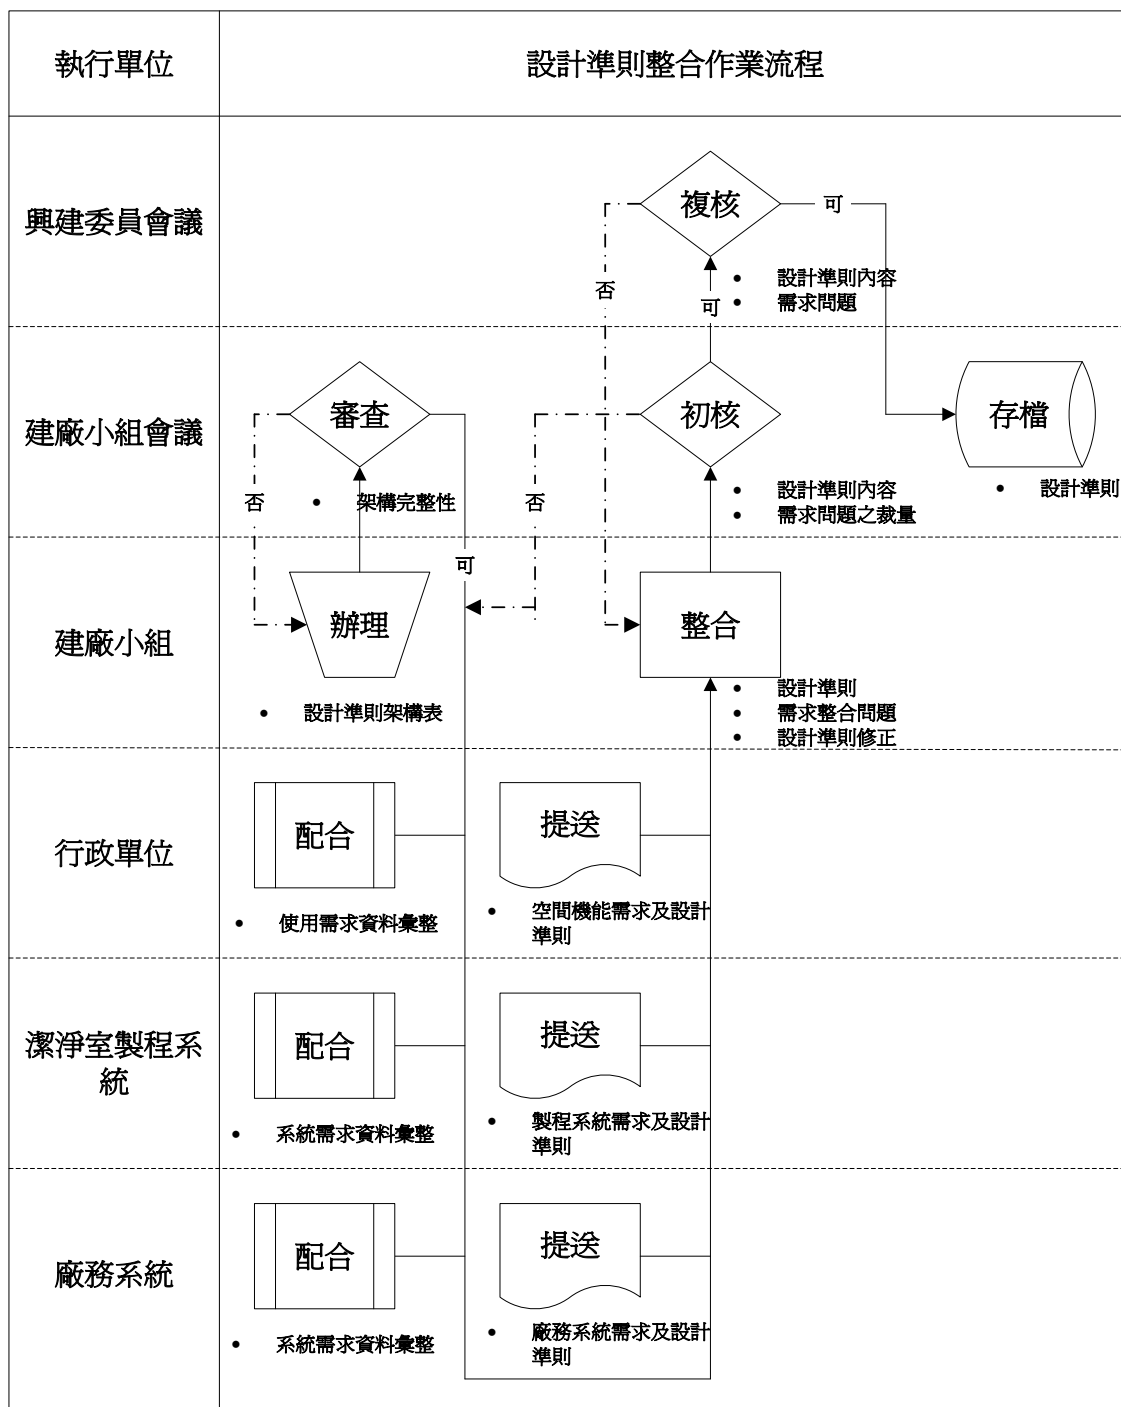 執行單位
設計準則整合作業流程
興建委員會議
複核
可
否
• 設計準則內容
• 需求問題
可
建廠小組會議
審查
初核
存檔
否
• 架構完整性
否
• 設計準則內容
• 需求問題之裁量
• 設計準則
建廠小組
可
辦理
整合
• 設計準則架構表
• 設計準則
• 需求整合問題
• 設計準則修正
行政單位
配合
提送
• 使用需求資料彙整
• 空間機能需求及設計
準則
潔淨室製程系
統
配合
提送
• 系統需求資料彙整
• 製程系統需求及設計
準則
廠務系統
配合
提送
• 系統需求資料彙整
• 廠務系統需求及設計
準則